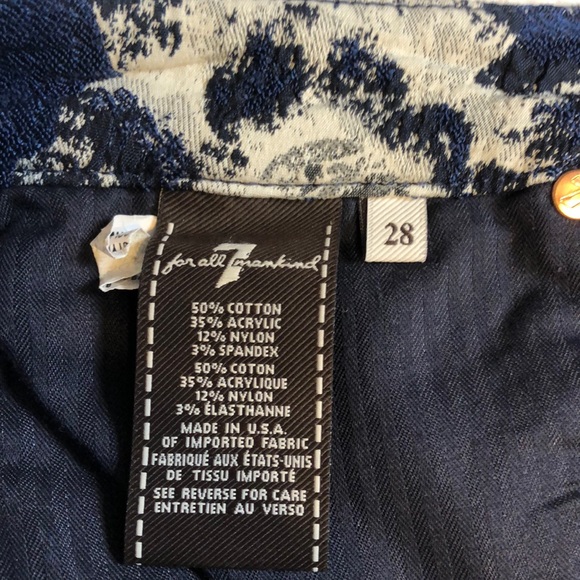 for all 7 mankind
28
50% COTTON
35% ACRYLIC
12% NYLON
3% SPANDEX
50% COTON
35% ACRYLIQUE
12% NYLON
3% ÉLASTHANNE
MADE IN U.S.A.
OF IMPORTED FABRIC
FABRIQUÉ AUX ÉTATS-UNIS
DE TISSU IMPORTÉ
SEE REVERSE FOR CARE
ENTRETIEN AU VERSO